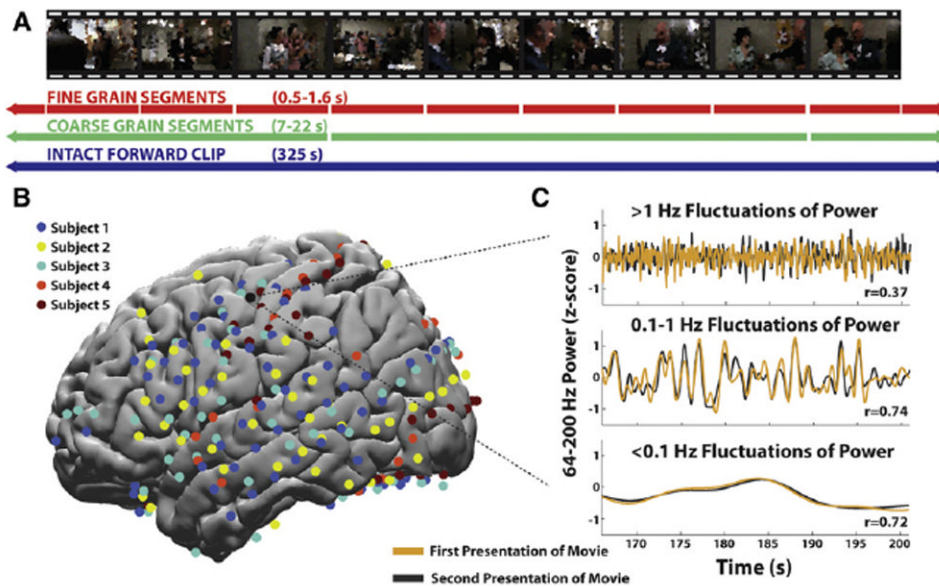 A
FINE GRAIN SEGMENTS (0.5-1.6 s)
COARSE GRAIN SEGMENTS (7-22 s)
INTACT FORWARD CLIP (325 s)
B
Subject 1
Subject 2
Subject 3
Subject 4
Subject 5
C
>1 Hz Fluctuations of Power
1
0
-1
r=0.37
0.1-1 Hz Fluctuations of Power
1
0
-1
r=0.74
<0.1 Hz Fluctuations of Power
1
0
-1
r=0.72
64-200 Hz Power (z-score)
170 175 180 185 190 195 200
Time (s)
First Presentation of Movie
Second Presentation of Movie